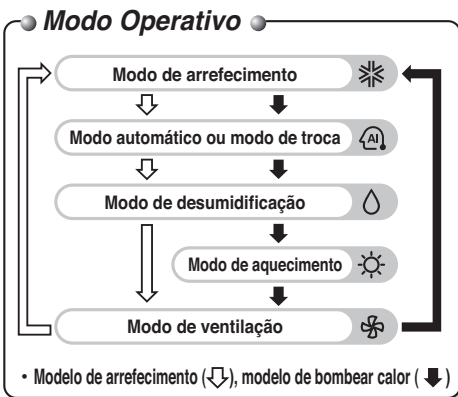 Modo Operativo
Modo de arrefecimento
Modo automático ou modo de troca
AI
Modo de desumidificação
Modo de aquecimento
Modo de ventilação
• Modelo de arrefecimento (⇩), modelo de bombear calor (🡇)